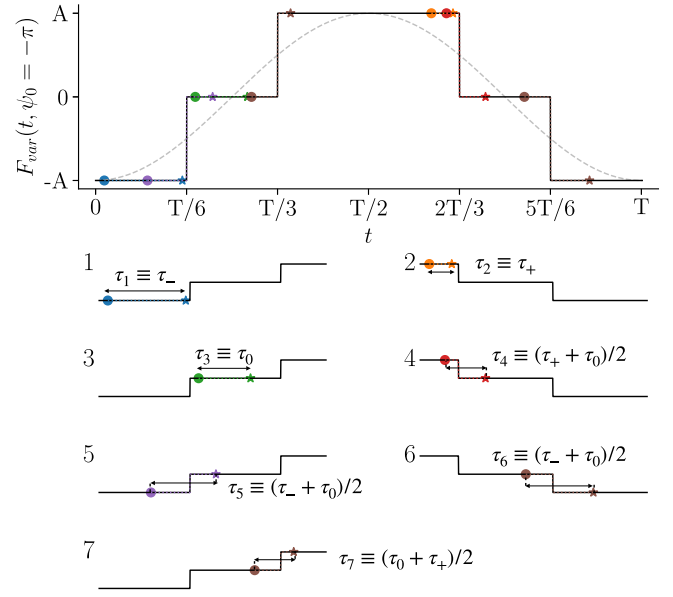 F_var(t, ψ_0 = −π)
A
0
-A
0 T/6 T/3 T/2 2T/3 5T/6 T
t
1 τ_1 ≡ τ_−
2 τ_2 ≡ τ_+
3 τ_3 ≡ τ_0
4 τ_4 ≡ (τ_+ + τ_0)/2
5 τ_5 ≡ (τ_− + τ_0)/2
6 τ_6 ≡ (τ_− + τ_0)/2
7 τ_7 ≡ (τ_0 + τ_+)/2